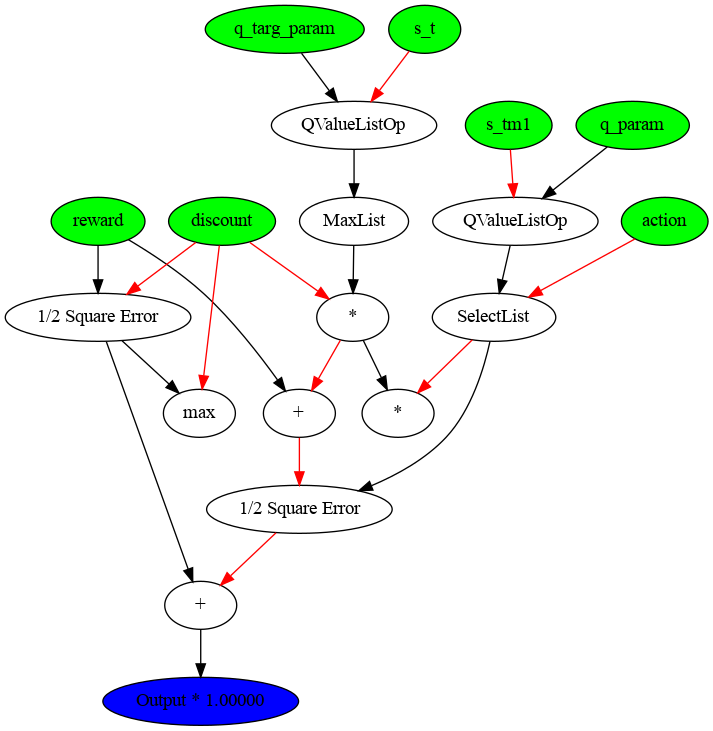 q_targ_param
s_t
QValueListOp
s_tm1
q_param
reward
discount
MaxList
QValueListOp
action
1/2 Square Error
*
SelectList
max
+
*
1/2 Square Error
+
Output * 1.00000